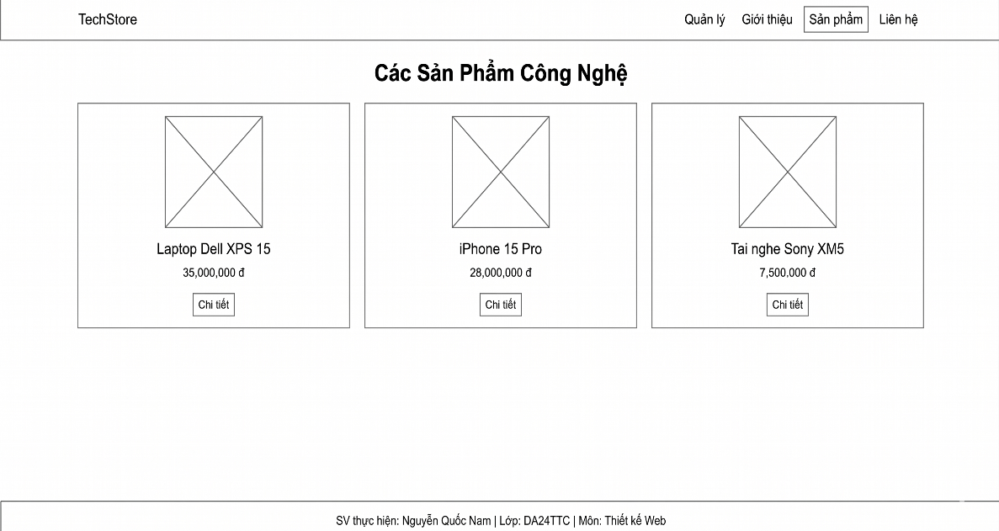 TechStore
Quản lý Giới thiệu Sản phẩm Liên hệ
Các Sản Phẩm Công Nghệ
Laptop Dell XPS 15
35,000,000 đ
Chi tiết
iPhone 15 Pro
28,000,000 đ
Chi tiết
Tai nghe Sony XM5
7,500,000 đ
Chi tiết
SV thực hiện: Nguyễn Quốc Nam | Lớp: DA24TTC | Môn: Thiết kế Web